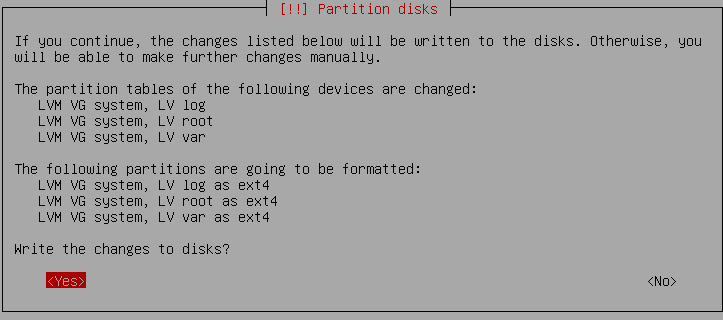 [!!] Partition disks
If you continue, the changes listed below will be written to the disks. Otherwise, you
will be able to make further changes manually.
The partition tables of the following devices are changed:
LVM VG system, LV log
LVM VG system, LV root
LVM VG system, LV var
The following partitions are going to be formatted:
LVM VG system, LV log as ext4
LVM VG system, LV root as ext4
LVM VG system, LV var as ext4
Write the changes to disks?
<Yes> <No>